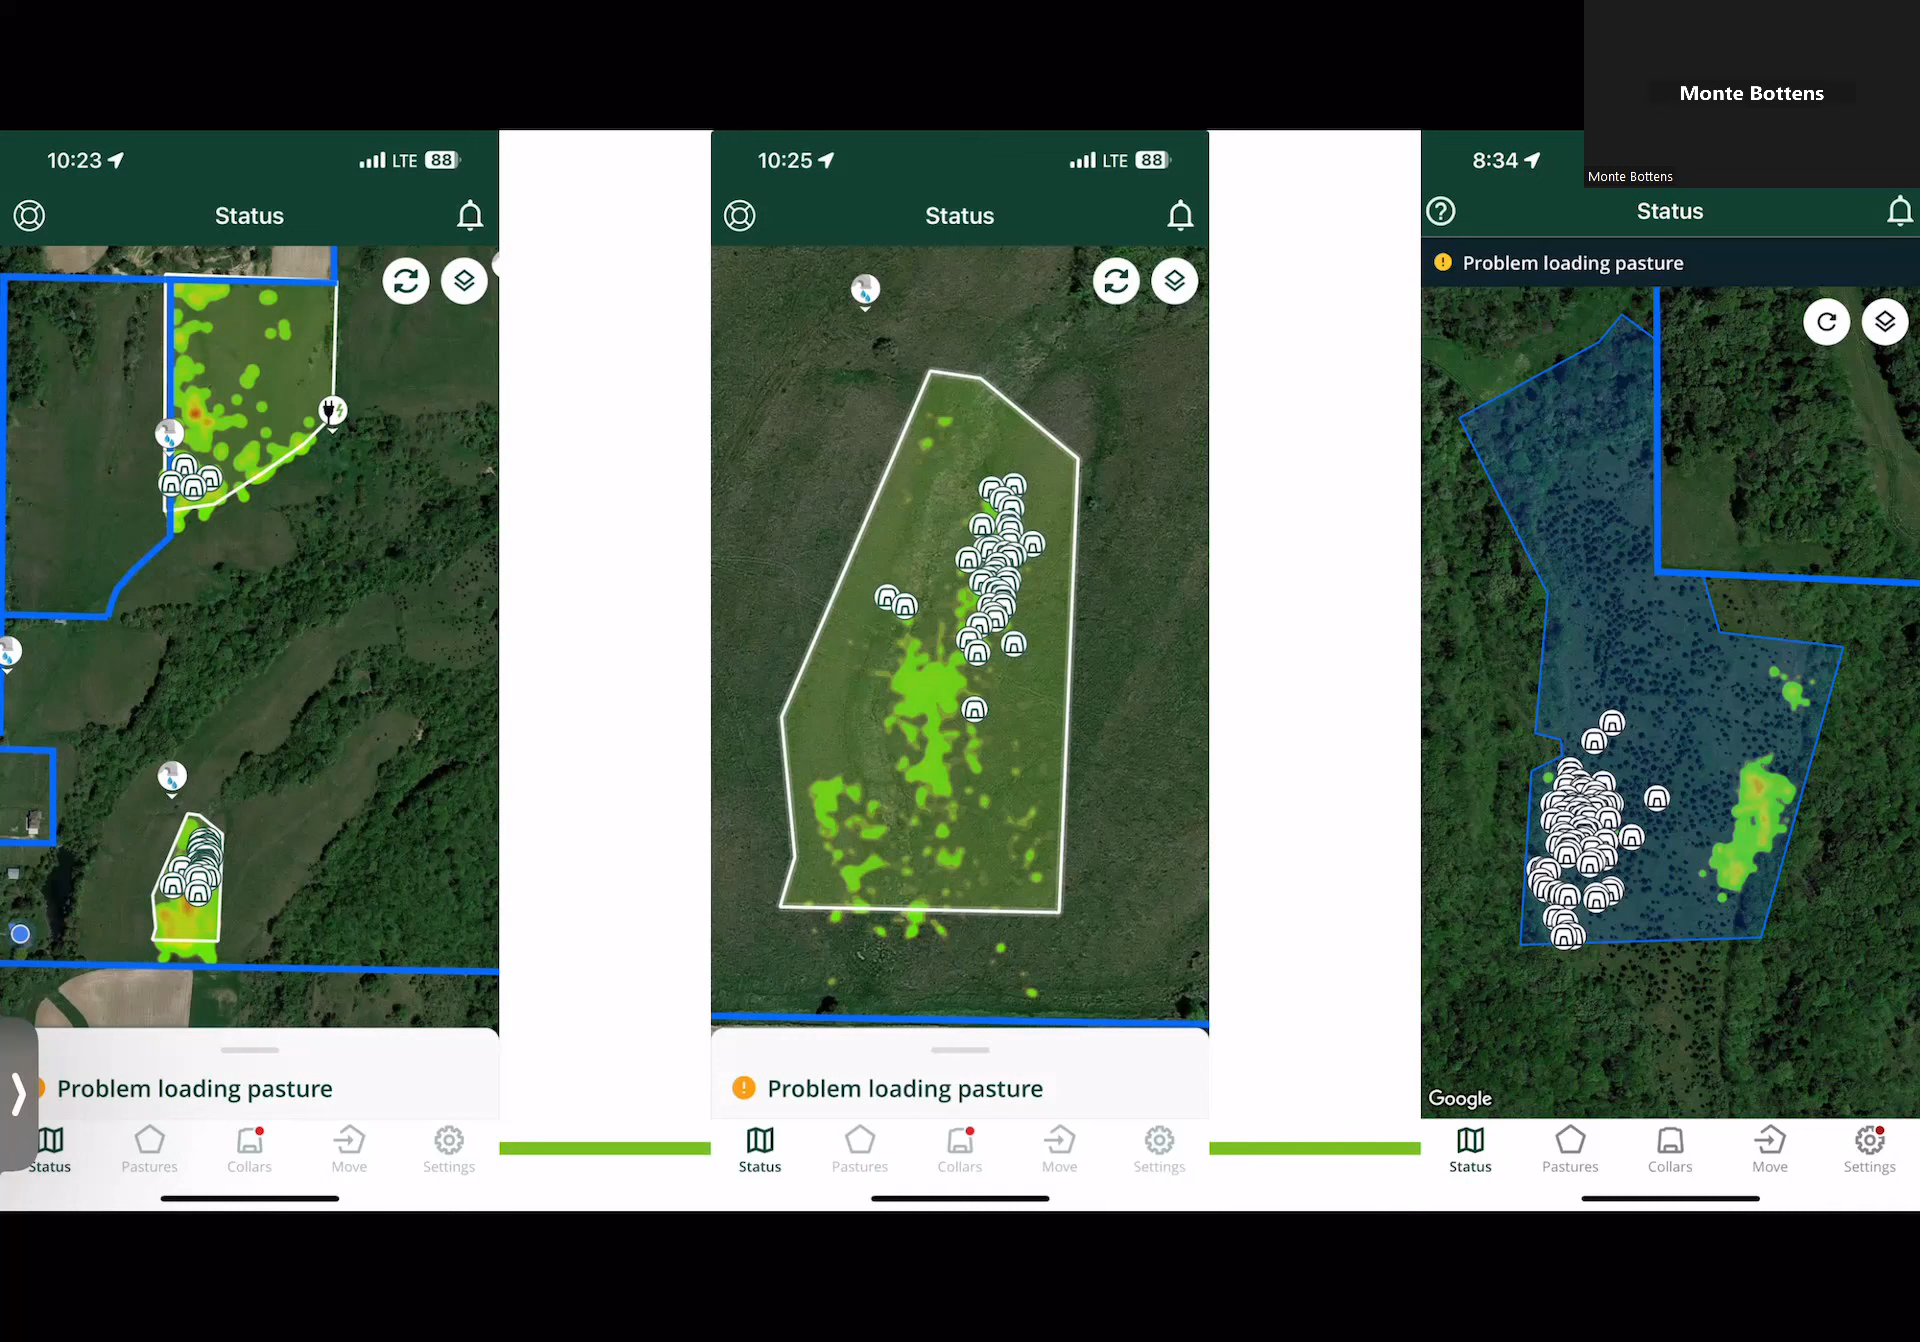 Monte Bottens
Monte Bottens
10:23
LTE 88
Status
Problem loading pasture
Status
Pastures
Collars
Move
Settings
10:25
LTE 88
Status
Problem loading pasture
Status
Pastures
Collars
Move
Settings
8:34
Status
Problem loading pasture
Google
Status
Pastures
Collars
Move
Settings